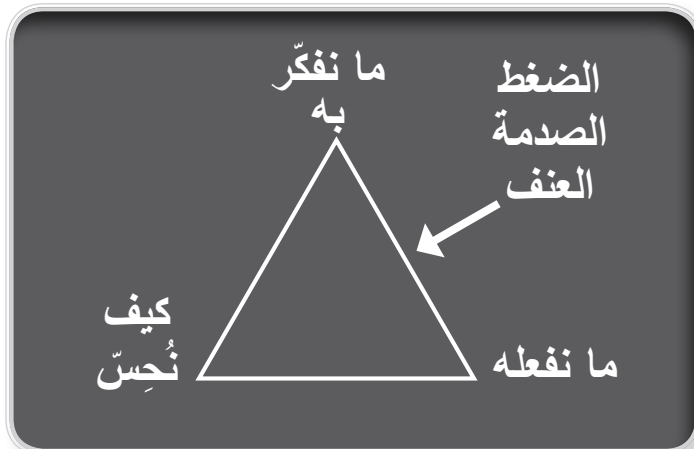 ما نفكّر
به
الضغط
الصدمة
العنف
كيف
نُحِسّ
ما نفعله